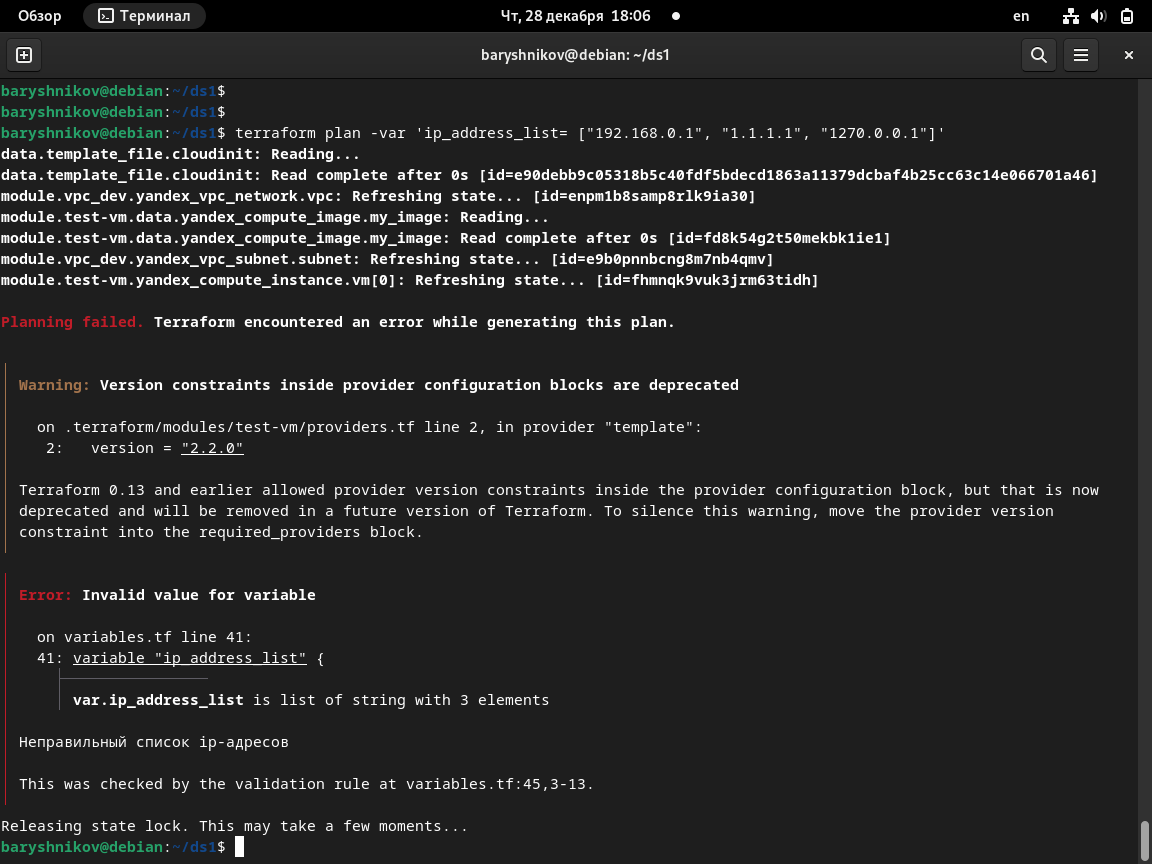 Обзор
Терминал
Чт, 28 декабря 18:06
en
baryshnikov@debian: ~/ds1
baryshnikov@debian:~/ds1$
baryshnikov@debian:~/ds1$
baryshnikov@debian:~/ds1$ terraform plan -var 'ip_address_list= ["192.168.0.1", "1.1.1.1", "1270.0.0.1"]'
data.template_file.cloudinit: Reading...
data.template_file.cloudinit: Read complete after 0s [id=e90debb9c05318b5c40fdf5bdecd1863a11379dcbaf4b25cc63c14e066701a46]
module.vpc_dev.yandex_vpc_network.vpc: Refreshing state... [id=enpm1b8samp8rlk9ia30]
module.test-vm.data.yandex_compute_image.my_image: Reading...
module.test-vm.data.yandex_compute_image.my_image: Read complete after 0s [id=fd8k54g2t50mekbk1ie1]
module.vpc_dev.yandex_vpc_subnet.subnet: Refreshing state... [id=e9b0pnnbcng8m7nb4qmv]
module.test-vm.yandex_compute_instance.vm[0]: Refreshing state... [id=fhmnqk9vuk3jrm63tidh]
Planning failed. Terraform encountered an error while generating this plan.
Warning: Version constraints inside provider configuration blocks are deprecated
on .terraform/modules/test-vm/providers.tf line 2, in provider "template":
2:   version = "2.2.0"
Terraform 0.13 and earlier allowed provider version constraints inside the provider configuration block, but that is now
deprecated and will be removed in a future version of Terraform. To silence this warning, move the provider version
constraint into the required_providers block.
Error: Invalid value for variable
on variables.tf line 41:
41: variable "ip_address_list" {
var.ip_address_list is list of string with 3 elements
Неправильный список ip-адресов
This was checked by the validation rule at variables.tf:45,3-13.
Releasing state lock. This may take a few moments...
baryshnikov@debian:~/ds1$